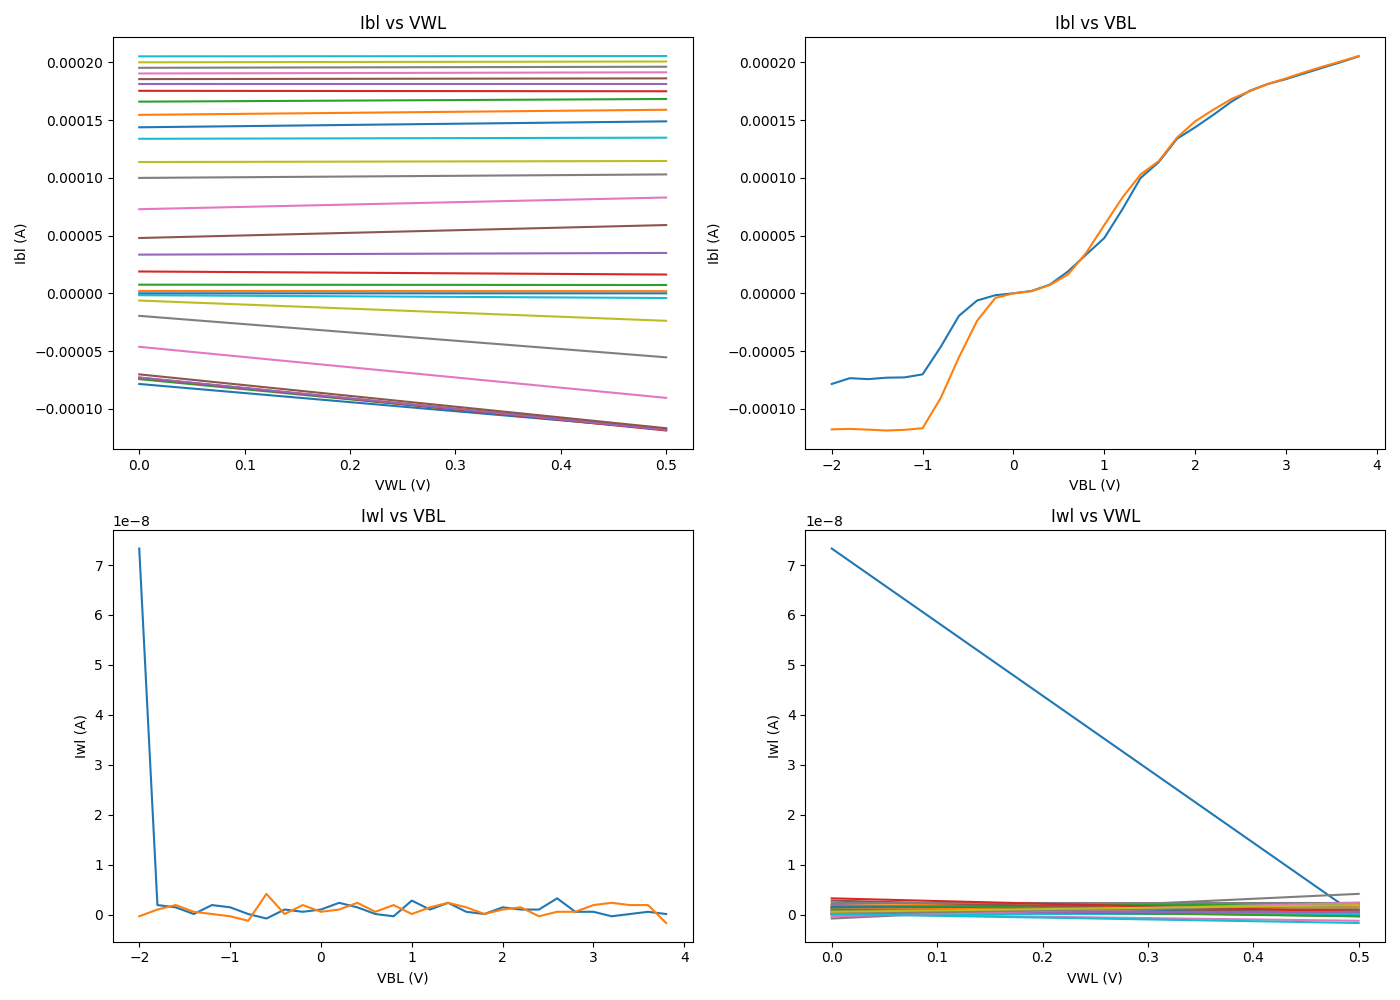 Ibl vs VWL
Ibl (A)
0.00020
0.00015
0.00010
0.00005
0.00000
−0.00005
−0.00010
0.0 0.1 0.2 0.3 0.4 0.5
VWL (V)
Ibl vs VBL
Ibl (A)
0.00020
0.00015
0.00010
0.00005
0.00000
−0.00005
−0.00010
−2 −1 0 1 2 3 4
VBL (V)
Iwl vs VBL
1e−8
Iwl (A)
7
6
5
4
3
2
1
0
−2 −1 0 1 2 3 4
VBL (V)
Iwl vs VWL
1e−8
Iwl (A)
7
6
5
4
3
2
1
0
0.0 0.1 0.2 0.3 0.4 0.5
VWL (V)